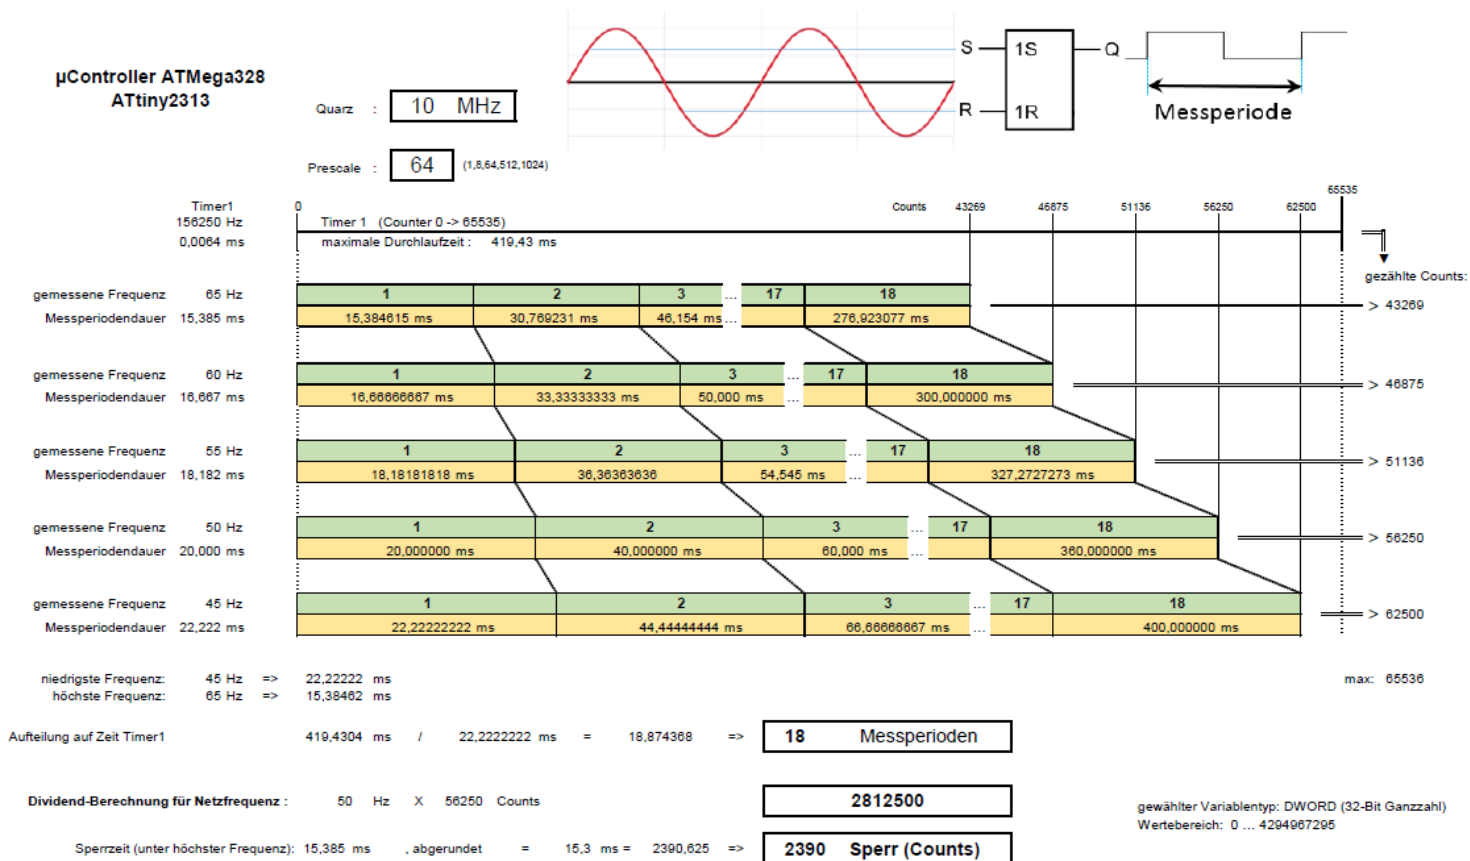 µController ATMega328
ATtiny2313
Quarz : 10 MHz
Prescale : 64 (1,8,64,512,1024)
S 1S Q
R 1R
Messperiode
Timer1
156250 Hz
0,0064 ms
0 Counts 43269 46875 51136 56250 62500 65535
Timer 1 (Counter 0 -> 65535)
maximale Durchlaufzeit : 419,43 ms
gezählte Counts:
gemessene Frequenz 65 Hz 1 2 3 ... 17 18
Messperiodendauer 15,385 ms 15,384615 ms 30,769231 ms 46,154 ms ... 276,923077 ms > 43269
gemessene Frequenz 60 Hz 1 2 3 ... 17 18
Messperiodendauer 16,667 ms 16,66666667 ms 33,33333333 ms 50,000 ms ... 300,000000 ms > 46875
gemessene Frequenz 55 Hz 1 2 3 ... 17 18
Messperiodendauer 18,182 ms 18,18181818 ms 36,36363636 54,545 ms ... 327,2727273 ms > 51136
gemessene Frequenz 50 Hz 1 2 3 ... 17 18
Messperiodendauer 20,000 ms 20,000000 ms 40,000000 ms 60,000 ms ... 360,000000 ms > 56250
gemessene Frequenz 45 Hz 1 2 3 ... 17 18
Messperiodendauer 22,222 ms 22,22222222 ms 44,44444444 ms 66,66666667 ms ... 400,000000 ms > 62500
niedrigste Frequenz: 45 Hz => 22,22222 ms max: 65536
höchste Frequenz: 65 Hz => 15,38462 ms
Aufteilung auf Zeit Timer1 419,4304 ms / 22,2222222 ms = 18,874368 => 18 Messperioden
Dividend-Berechnung für Netzfrequenz : 50 Hz X 56250 Counts 2812500
gewählter Variablentyp: DWORD (32-Bit Ganzzahl)
Wertebereich: 0 ... 4294967295
Sperrzeit (unter höchster Frequenz): 15,385 ms , abgerundet = 15,3 ms = 2390,625 => 2390 Sperr (Counts)